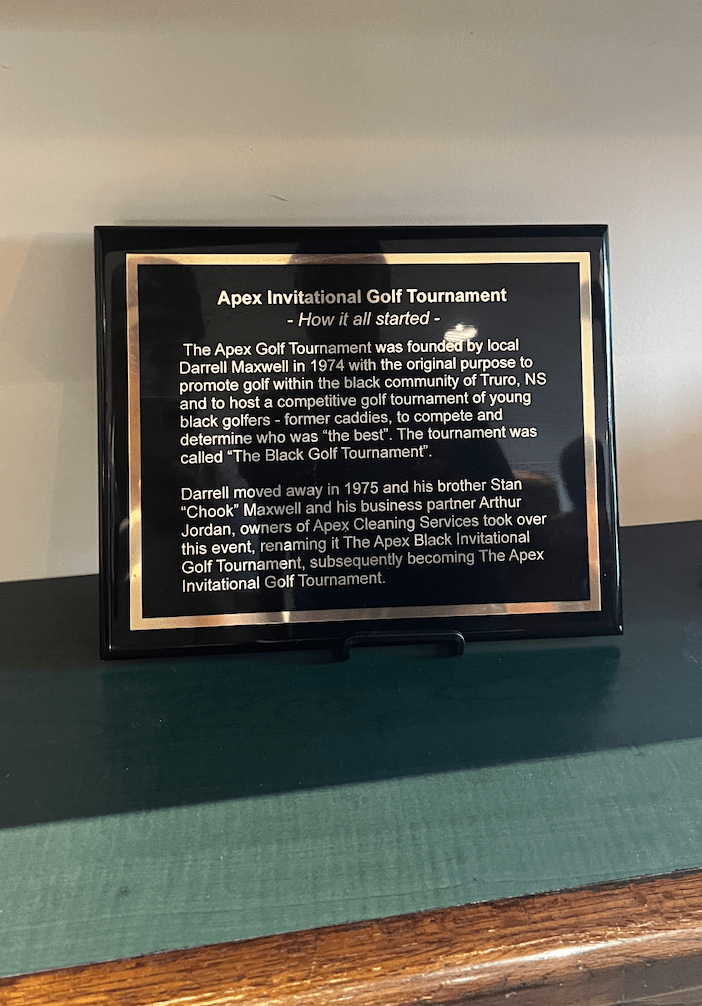 Apex Invitational Golf Tournament
- How it all started -
The Apex Golf Tournament was founded by local
Darrell Maxwell in 1974 with the original purpose to
promote golf within the black community of Truro, NS
and to host a competitive golf tournament of young
black golfers - former caddies, to compete and
determine who was “the best”. The tournament was
called “The Black Golf Tournament”.
Darrell moved away in 1975 and his brother Stan
“Chook” Maxwell and his business partner Arthur
Jordan, owners of Apex Cleaning Services took over
this event, renaming it The Apex Black Invitational
Golf Tournament, subsequently becoming The Apex
Invitational Golf Tournament.